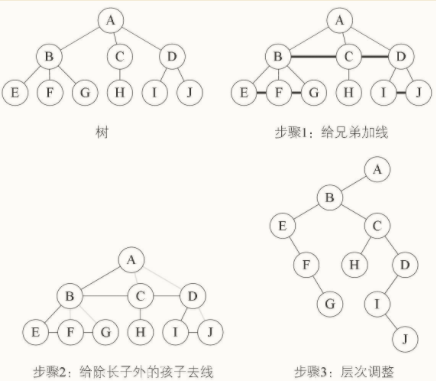 A
B C D
E F G H I J
树
A
B C D
E F G H I J
步骤1：给兄弟加线
A
B C D
E F G H I J
步骤2：给除长子外的孩子去线
A
B
E C
F H D
G I
J
步骤3：层次调整